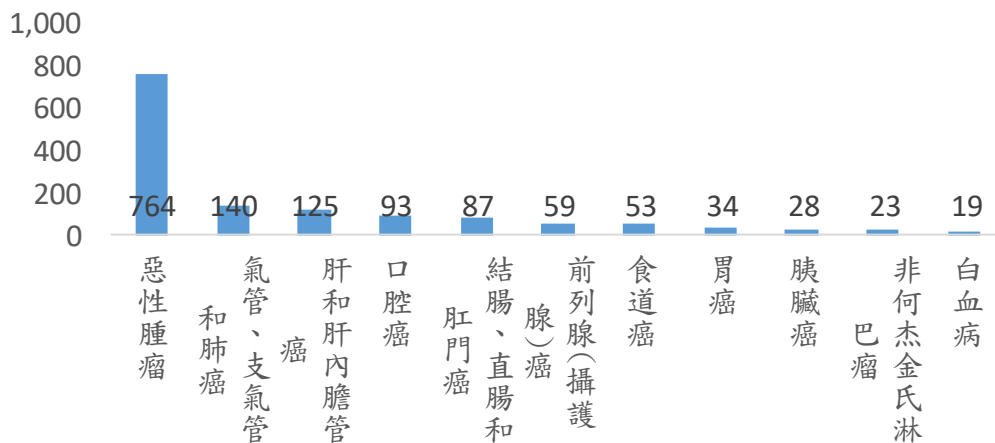 1,000
800
600
400
200
0
764
140
125
93
87
59
53
34
28
23
19
惡性腫瘤
氣管、支氣管
和肺癌
肝和肝內膽管
癌
口腔癌
結腸、直腸和
肛門癌
前列腺(攝護
腺)癌
食道癌
胃癌
胰臟癌
非何杰金氏淋
巴瘤
白血病